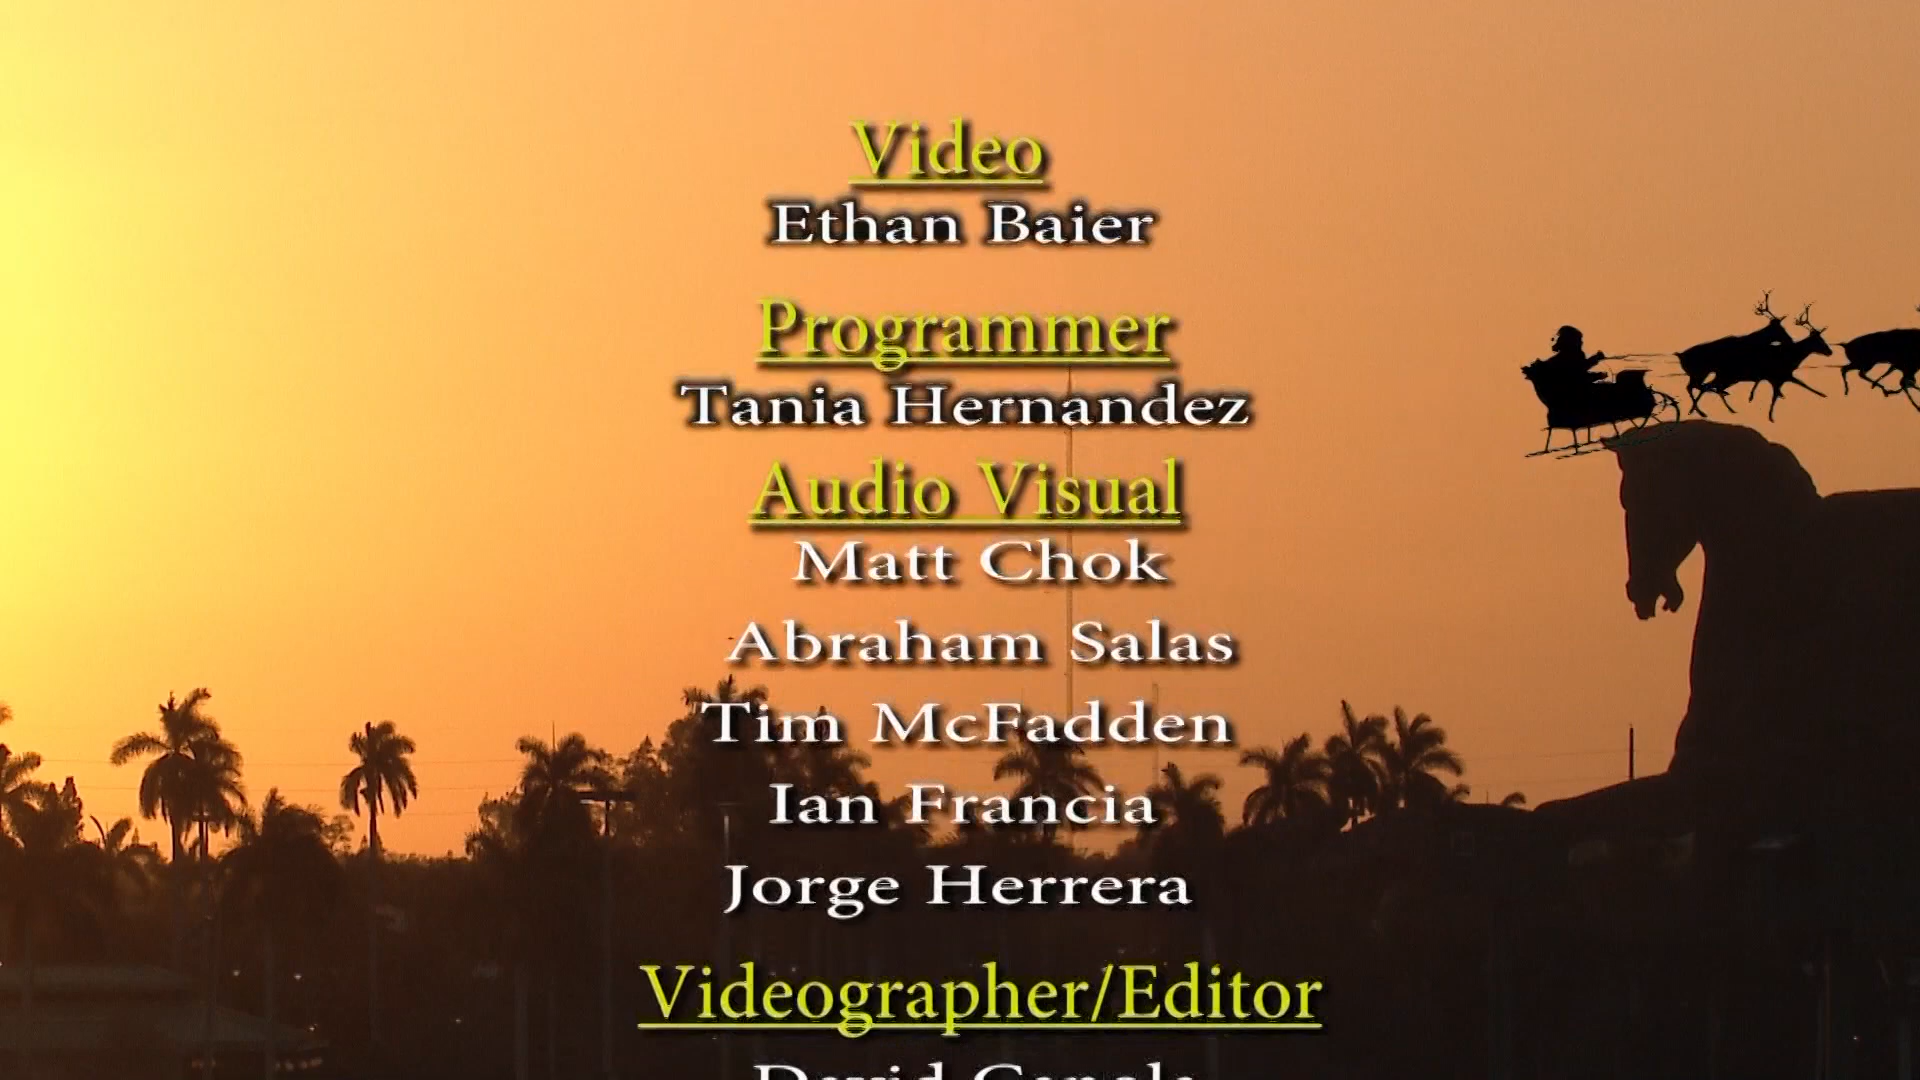 Video
Ethan Baier
Programmer
Tania Hernandez
Audio Visual
Matt Chok
Abraham Salas
Tim McFadden
Ian Francia
Jorge Herrera
Videographer/Editor
David